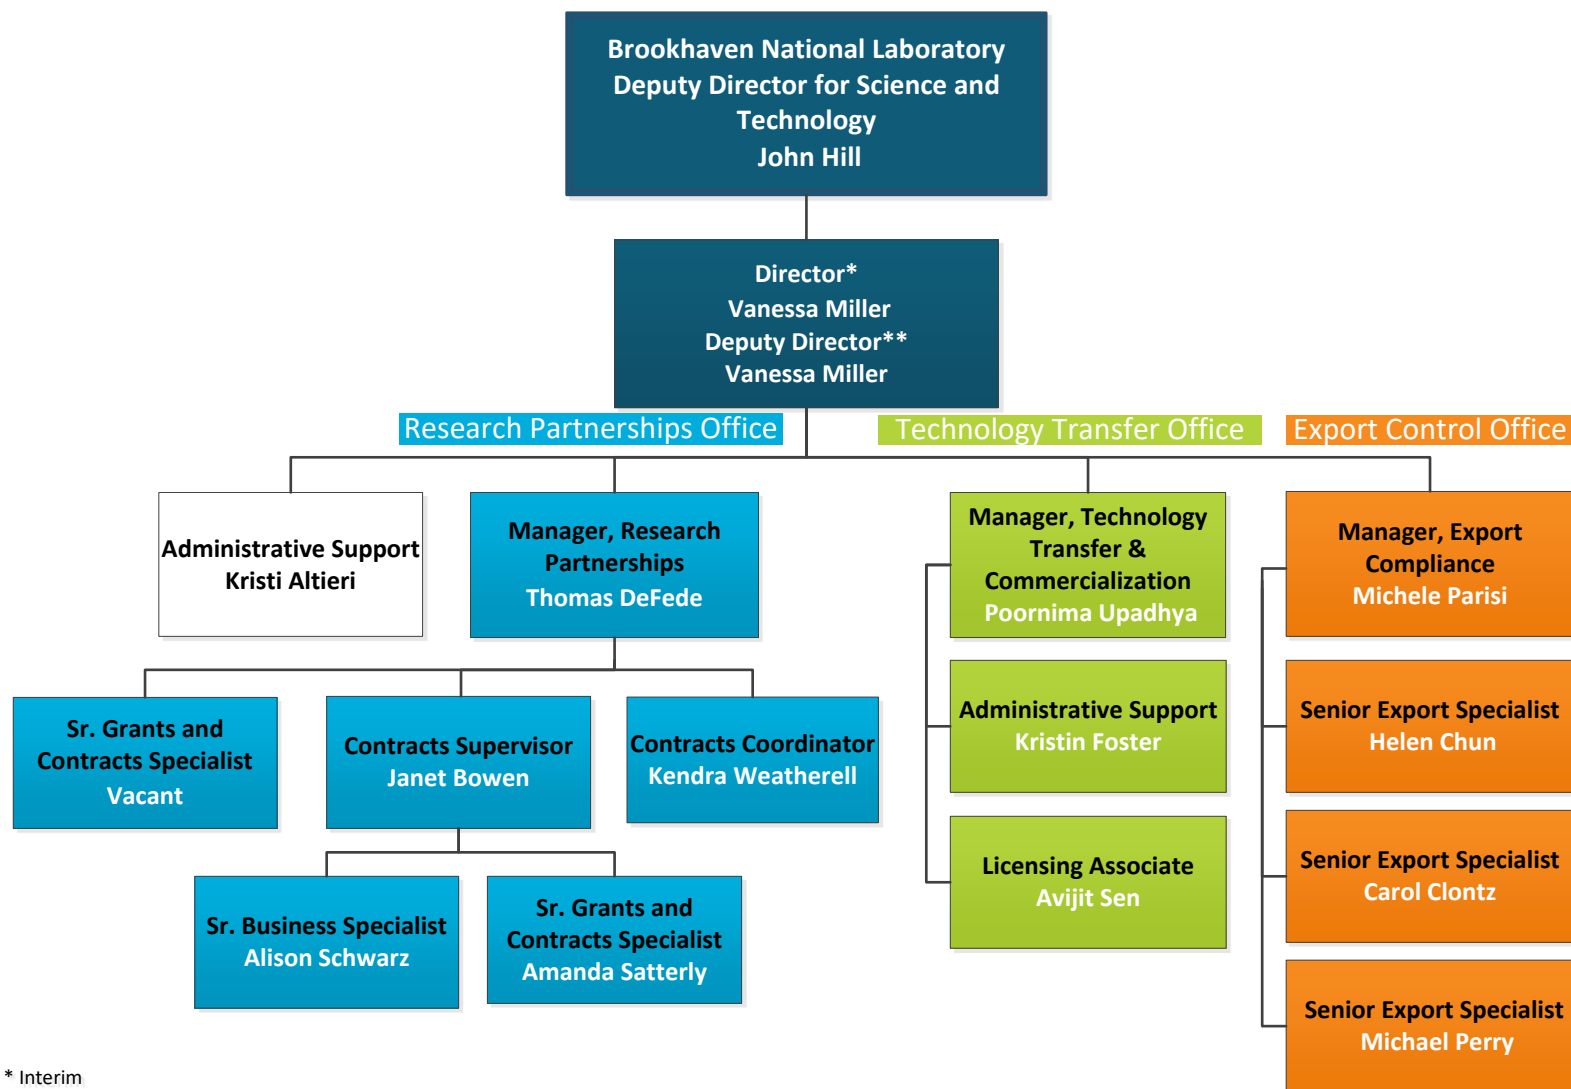 Brookhaven National Laboratory
Deputy Director for Science and
Technology
John Hill
Director*
Vanessa Miller
Deputy Director**
Vanessa Miller
Research Partnerships Office
Technology Transfer Office
Export Control Office
Administrative Support
Kristi Altieri
Manager, Research
Partnerships
Thomas DeFede
Manager, Technology
Transfer &
Commercialization
Poornima Upadhya
Manager, Export
Compliance
Michele Parisi
Sr. Grants and
Contracts Specialist
Vacant
Contracts Supervisor
Janet Bowen
Contracts Coordinator
Kendra Weatherell
Administrative Support
Kristin Foster
Senior Export Specialist
Helen Chun
Sr. Business Specialist
Alison Schwarz
Sr. Grants and
Contracts Specialist
Amanda Satterly
Licensing Associate
Avijit Sen
Senior Export Specialist
Carol Clontz
Senior Export Specialist
Michael Perry
* Interim